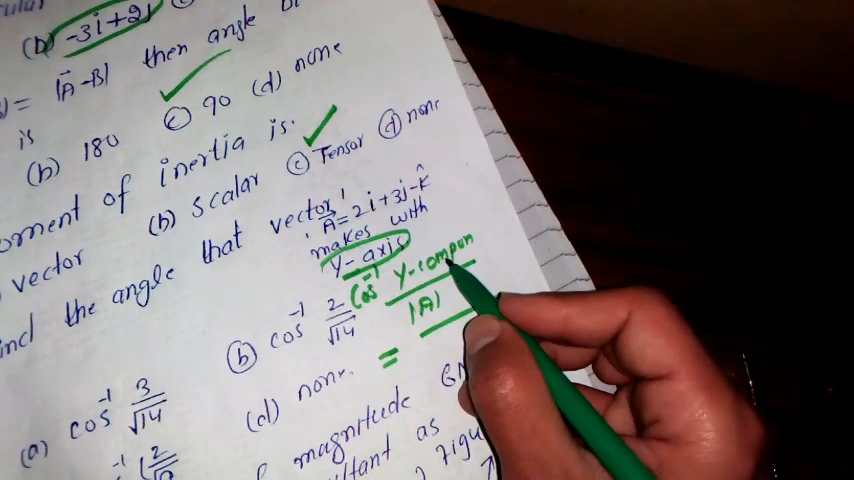 (b) -3i+2j
= |A⃗-B| then angle
is
(b) 180 (c) 90 (d) none
oment of inertia is.
vector (b) scalar (c) Tensor (d) none
ind the angle that vector 'A⃗=2i+3j-k̂'
makes with
Y-axis
cos⁻¹ Y-compon
|A|
=
(a) cos⁻¹ 3/√14 (b) cos⁻¹ 2/√14
(d) none.
magnitude
as